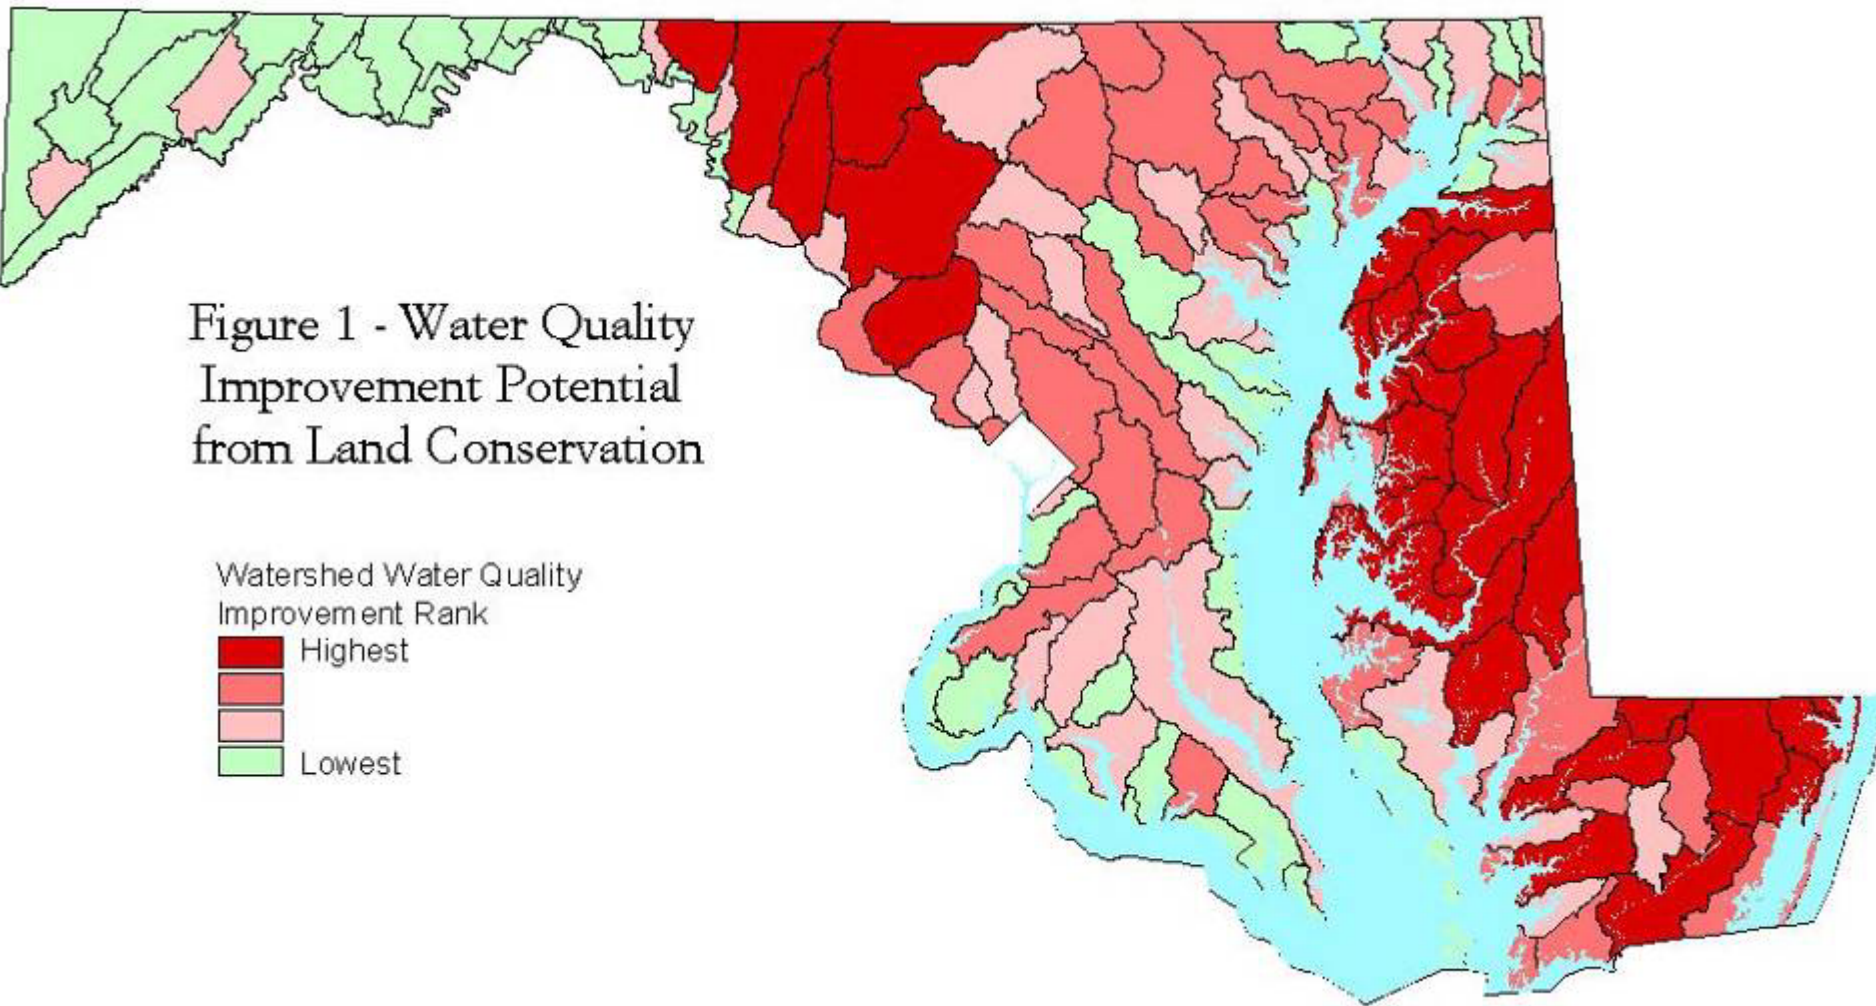 Figure 1 - Water Quality
Improvement Potential
from Land Conservation
Watershed Water Quality
Improvement Rank
Highest
Lowest